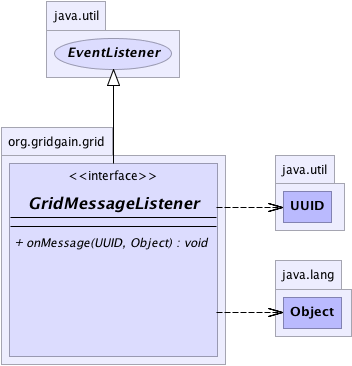 java.util
EventListener
org.gridgain.grid
<<interface>>
GridMessageListener
+ onMessage(UUID, Object) : void
java.util
UUID
java.lang
Object